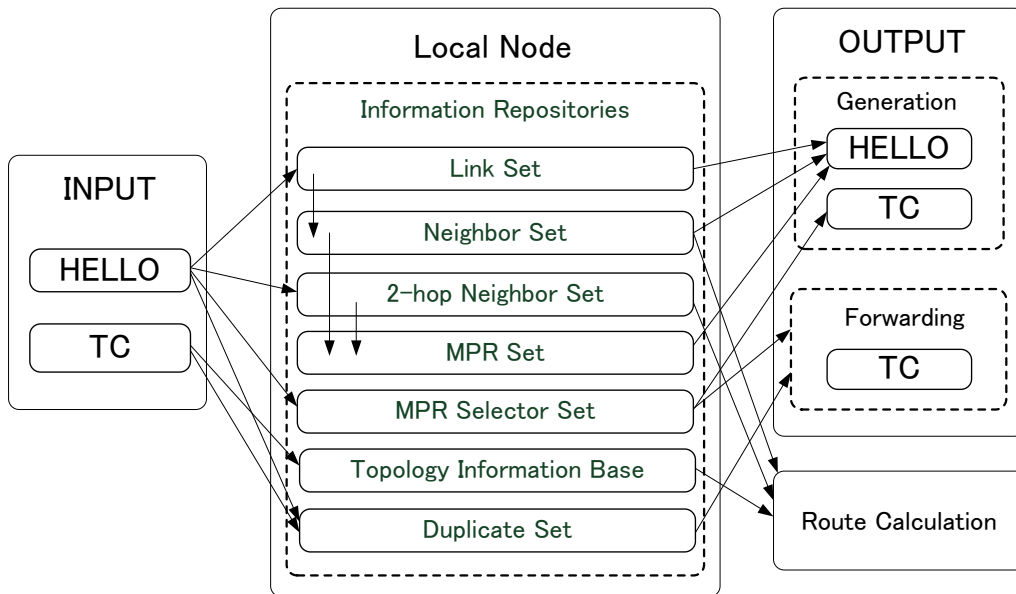 INPUT
HELLO
TC
Local Node
Information Repositories
Link Set
Neighbor Set
2-hop Neighbor Set
MPR Set
MPR Selector Set
Topology Information Base
Duplicate Set
OUTPUT
Generation
HELLO
TC
Forwarding
TC
Route Calculation